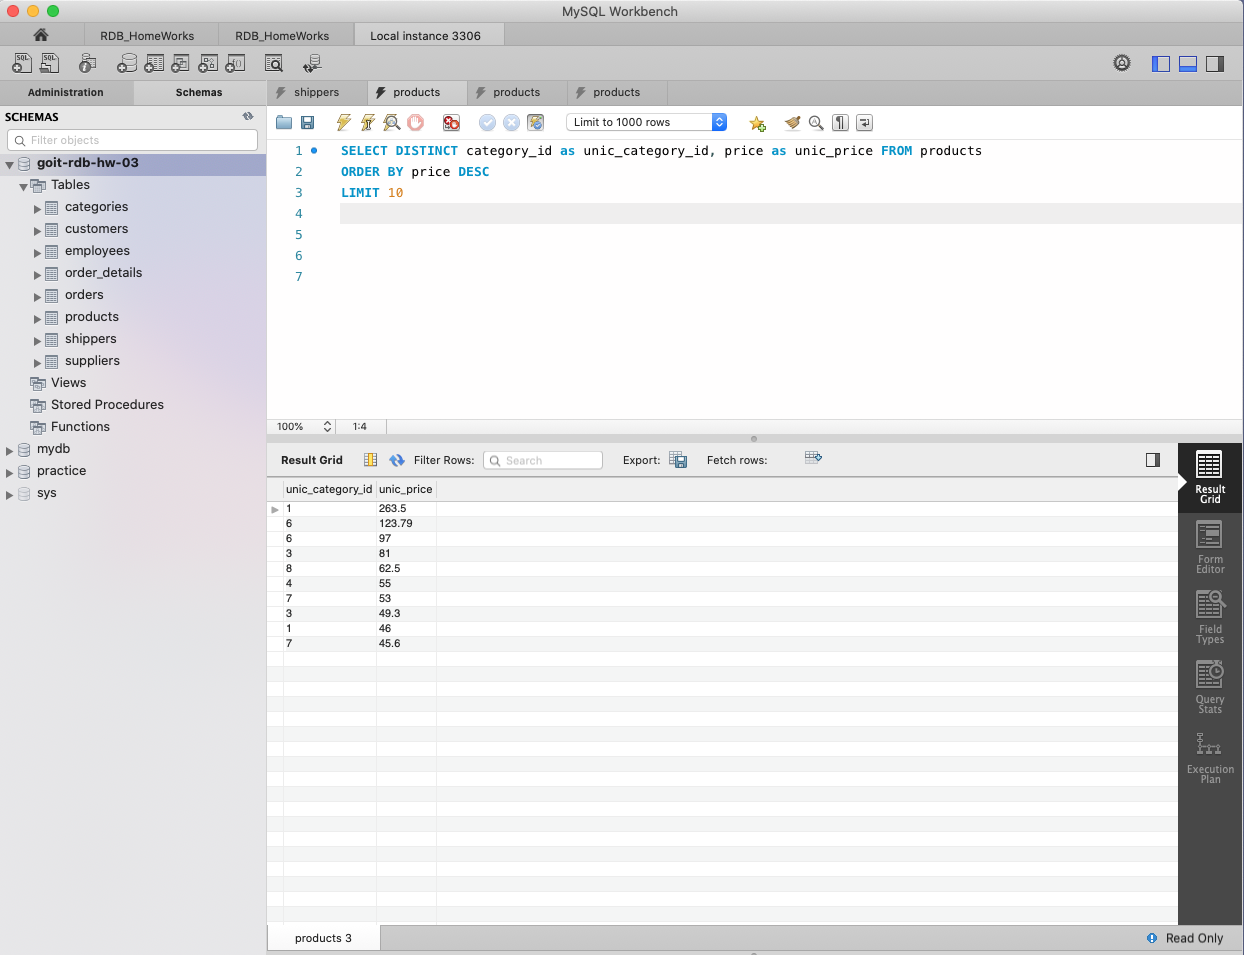 MySQL Workbench
RDB_HomeWorks
RDB_HomeWorks
Local instance 3306
SQL
SQL
Administration
Schemas
shippers
products
products
products
SCHEMAS
Filter objects
goit-rdb-hw-03
Tables
categories
customers
employees
order_details
orders
products
shippers
suppliers
Views
Stored Procedures
Functions
mydb
practice
sys
Limit to 1000 rows
1 SELECT DISTINCT category_id as unic_category_id, price as unic_price FROM products
2 ORDER BY price DESC
3 LIMIT 10
4
5
6
7
100% 1:4
Result Grid Filter Rows: Search Export: Fetch rows:
unic_category_id unic_price
1 263.5
6 123.79
6 97
3 81
8 62.5
4 55
7 53
3 49.3
1 46
7 45.6
Result
Grid
Form
Editor
Field
Types
Query
Stats
Execution
Plan
products 3
Read Only